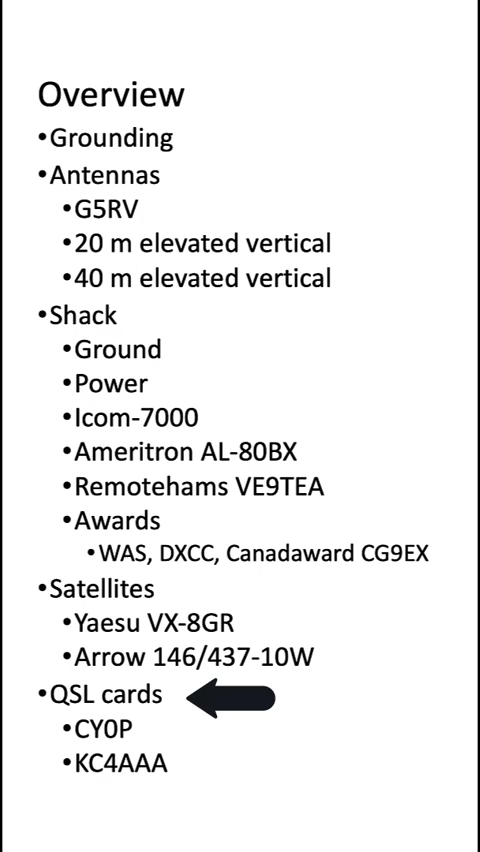 Overview
•Grounding
•Antennas
•G5RV
•20 m elevated vertical
•40 m elevated vertical
•Shack
•Ground
•Power
•Icom-7000
•Ameritron AL-80BX
•Remotehams VE9TEA
•Awards
•WAS, DXCC, Canadaward CG9EX
•Satellites
•Yaesu VX-8GR
•Arrow 146/437-10W
•QSL cards
•CY0P
•KC4AAA